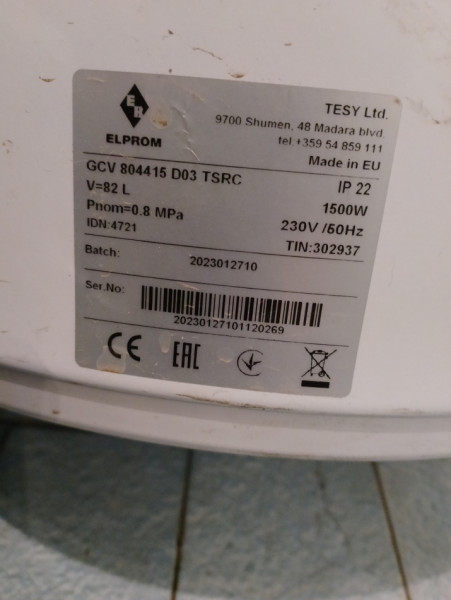 ER
ELPROM
TESY Ltd.
9700 Shumen, 48 Madara blvd
tel.+359 54 859 111
Made in EU
GCV 804415 D03 TSRC
IP 22
V=82 L
1500W
Pnom=0.8 MPa
230V /50Hz
IDN:4721
TIN:302937
Batch:
2023012710
Ser.No:
20230127101120269
CE
EAC